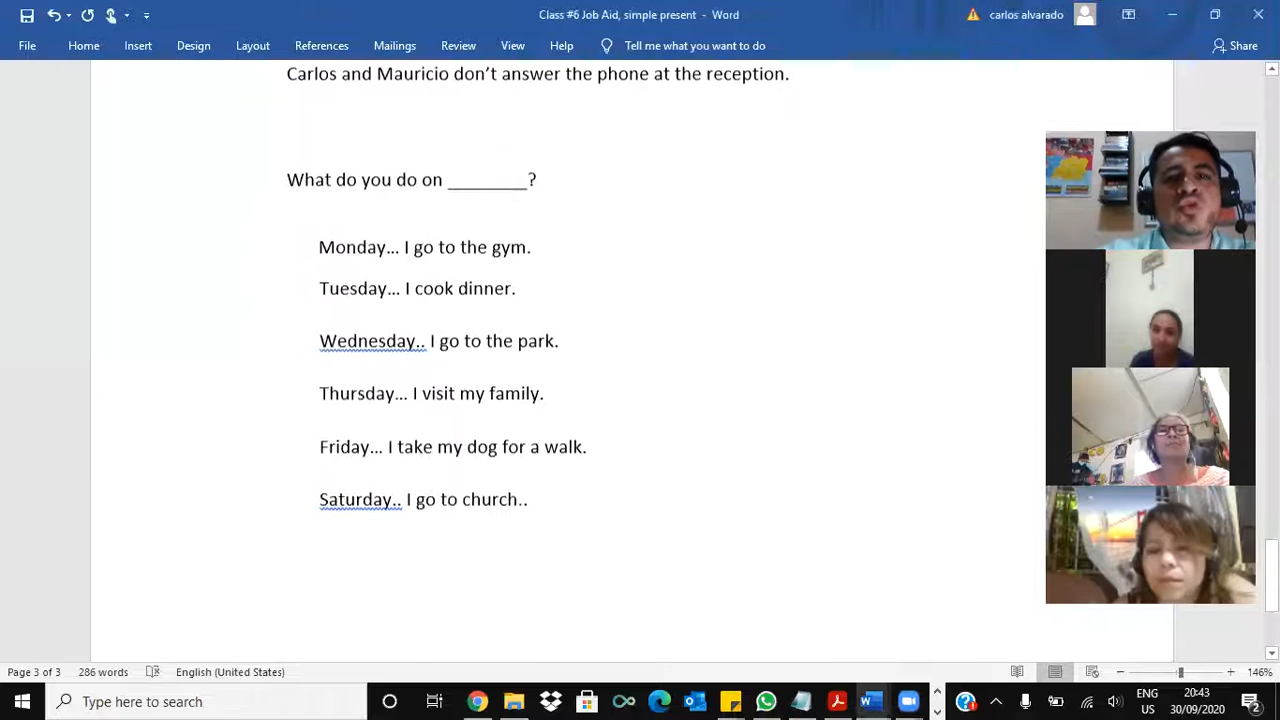 Class #6 Job Aid, simple present - Word
carlos alvarado
File Home Insert Design Layout References Mailings Review View Help Tell me what you want to do Share
Carlos and Mauricio don't answer the phone at the reception.
What do you do on ________?
Monday... I go to the gym.
Tuesday... I cook dinner.
Wednesday.. I go to the park.
Thursday... I visit my family.
Friday... I take my dog for a walk.
Saturday.. I go to church..
Page 3 of 3 286 words English (United States) 146%
Type here to search
ENG 20:43
US 30/09/2020 2